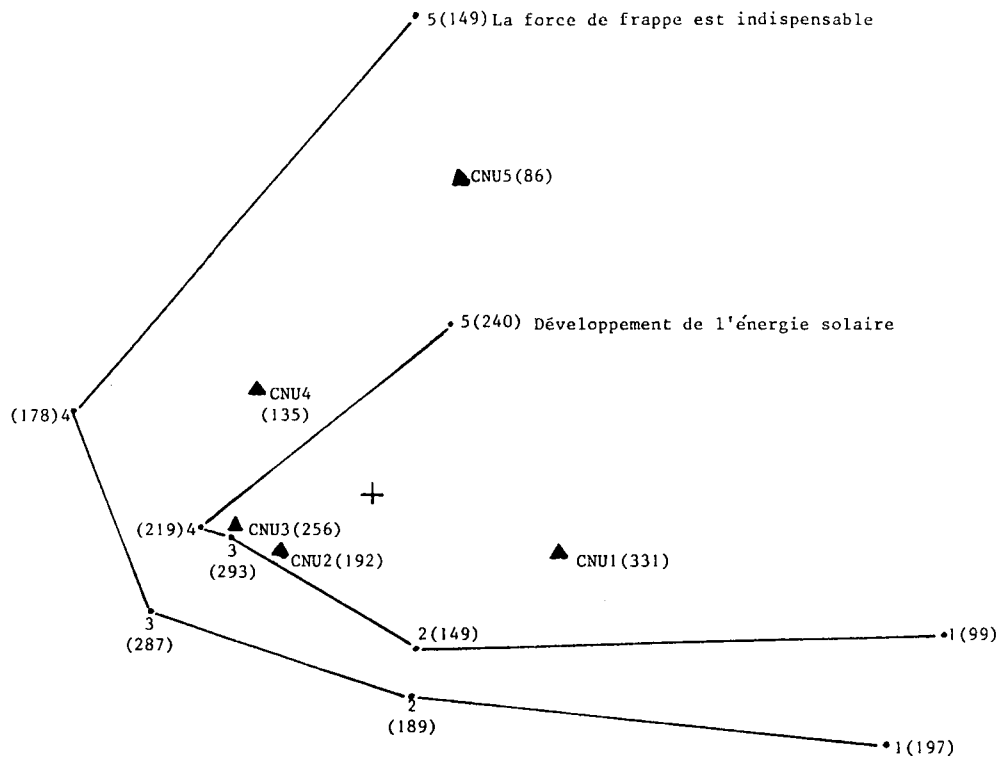 5(149) La force de frappe est indispensable
CNU5(86)
5(240) Développement de l'énergie solaire
CNU4
(135)
(178)4
(219)4
CNU3(256)
3
(293)
CNU2(192)
CNU1(331)
3
(287)
2(149)
1(99)
2
(189)
1(197)